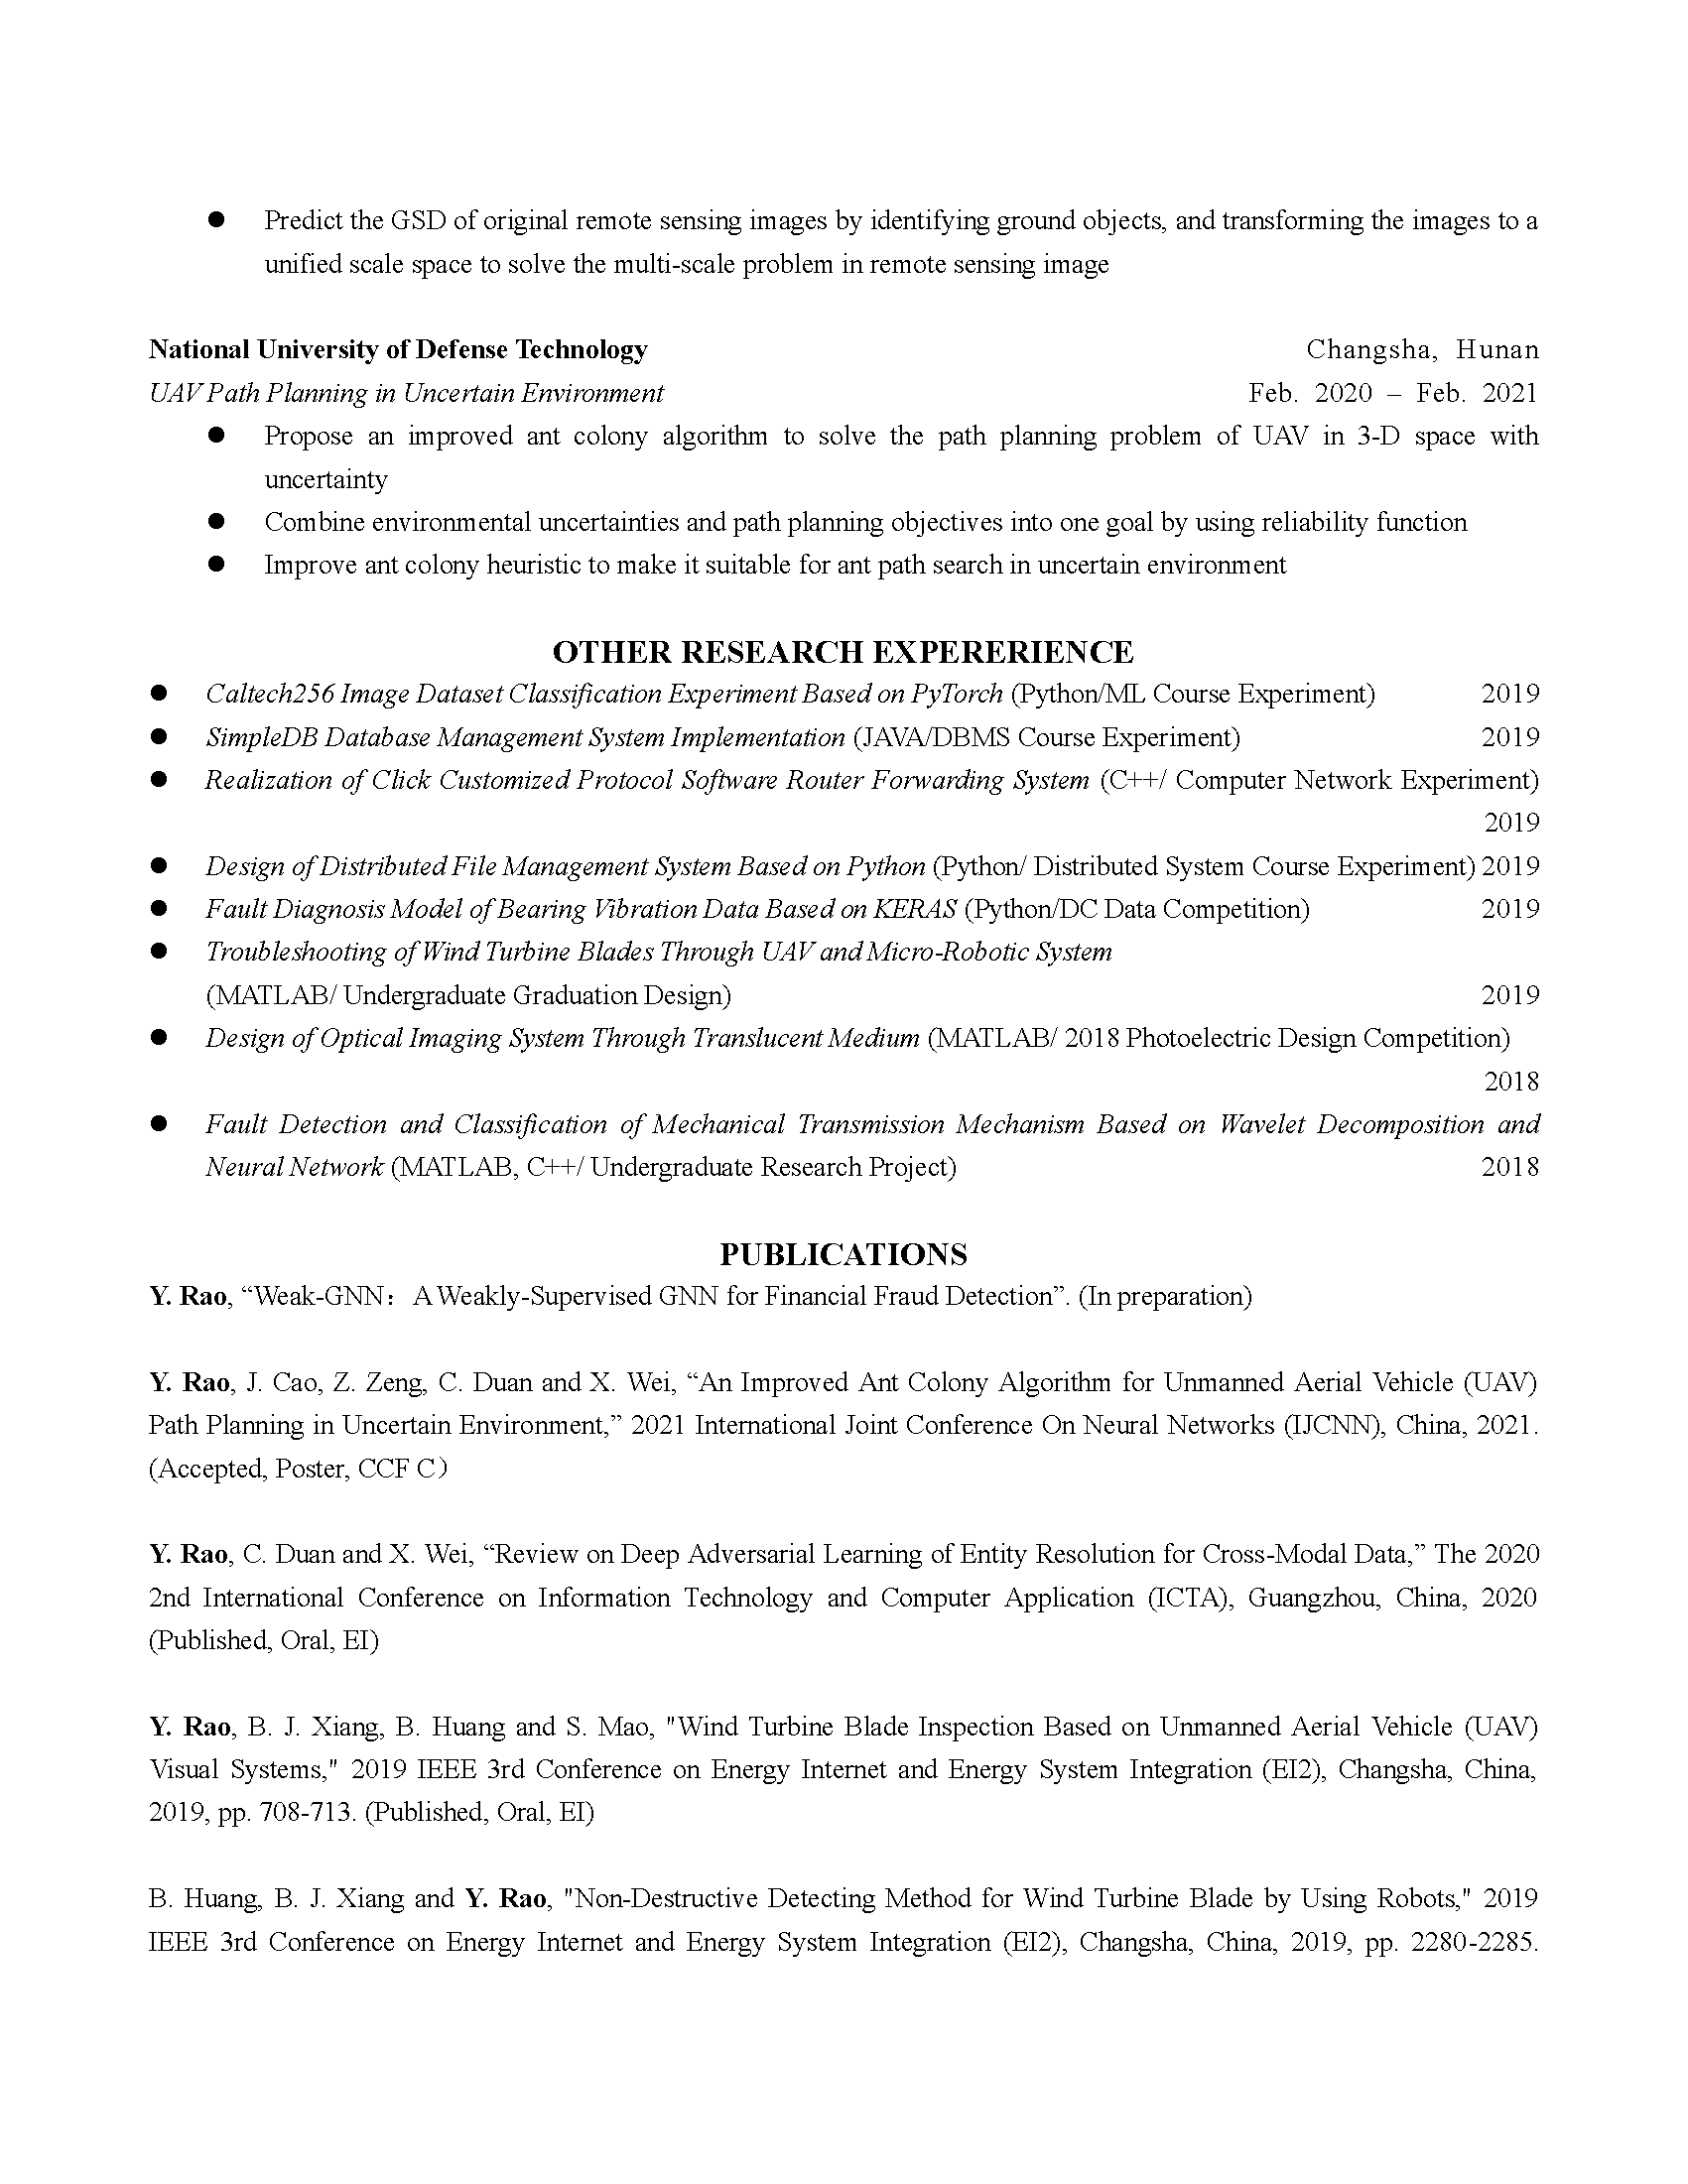 ● Predict the GSD of original remote sensing images by identifying ground objects, and transforming the images to a
unified scale space to solve the multi-scale problem in remote sensing image
National University of Defense Technology Changsha, Hunan
UAV Path Planning in Uncertain Environment Feb. 2020 – Feb. 2021
● Propose an improved ant colony algorithm to solve the path planning problem of UAV in 3-D space with
uncertainty
● Combine environmental uncertainties and path planning objectives into one goal by using reliability function
● Improve ant colony heuristic to make it suitable for ant path search in uncertain environment
OTHER RESEARCH EXPERERIENCE
● Caltech256 Image Dataset Classification Experiment Based on PyTorch (Python/ML Course Experiment) 2019
● SimpleDB Database Management System Implementation (JAVA/DBMS Course Experiment) 2019
● Realization of Click Customized Protocol Software Router Forwarding System (C++/ Computer Network Experiment)
2019
● Design of Distributed File Management System Based on Python (Python/ Distributed System Course Experiment) 2019
● Fault Diagnosis Model of Bearing Vibration Data Based on KERAS (Python/DC Data Competition) 2019
● Troubleshooting of Wind Turbine Blades Through UAV and Micro-Robotic System
(MATLAB/ Undergraduate Graduation Design) 2019
● Design of Optical Imaging System Through Translucent Medium (MATLAB/ 2018 Photoelectric Design Competition)
2018
● Fault Detection and Classification of Mechanical Transmission Mechanism Based on Wavelet Decomposition and
Neural Network (MATLAB, C++/ Undergraduate Research Project) 2018
PUBLICATIONS
Y. Rao, “Weak-GNN：A Weakly-Supervised GNN for Financial Fraud Detection”. (In preparation)
Y. Rao, J. Cao, Z. Zeng, C. Duan and X. Wei, “An Improved Ant Colony Algorithm for Unmanned Aerial Vehicle (UAV)
Path Planning in Uncertain Environment,” 2021 International Joint Conference On Neural Networks (IJCNN), China, 2021.
(Accepted, Poster, CCF C）
Y. Rao, C. Duan and X. Wei, “Review on Deep Adversarial Learning of Entity Resolution for Cross-Modal Data,” The 2020
2nd International Conference on Information Technology and Computer Application (ICTA), Guangzhou, China, 2020
(Published, Oral, EI)
Y. Rao, B. J. Xiang, B. Huang and S. Mao, "Wind Turbine Blade Inspection Based on Unmanned Aerial Vehicle (UAV)
Visual Systems," 2019 IEEE 3rd Conference on Energy Internet and Energy System Integration (EI2), Changsha, China,
2019, pp. 708-713. (Published, Oral, EI)
B. Huang, B. J. Xiang and Y. Rao, "Non-Destructive Detecting Method for Wind Turbine Blade by Using Robots," 2019
IEEE 3rd Conference on Energy Internet and Energy System Integration (EI2), Changsha, China, 2019, pp. 2280-2285.